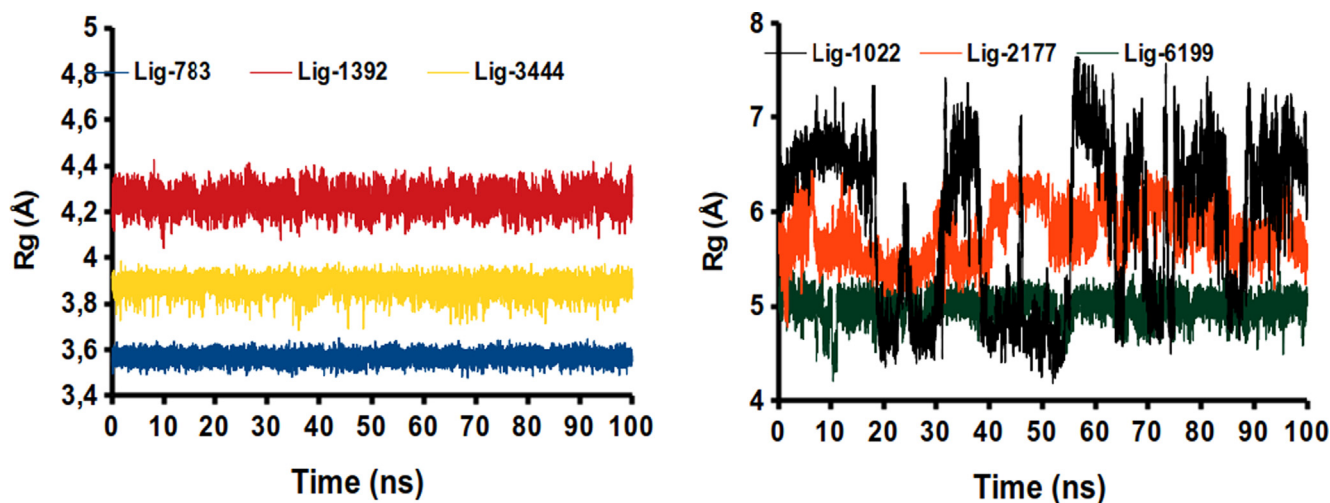 Rg (Å)
5
4,8
4,6
4,4
4,2
4
3,8
3,6
3,4
Lig-783 Lig-1392 Lig-3444
0 10 20 30 40 50 60 70 80 90 100
Time (ns)
Rg (Å)
8
7
6
5
4
Lig-1022 Lig-2177 Lig-6199
0 10 20 30 40 50 60 70 80 90 100
Time (ns)